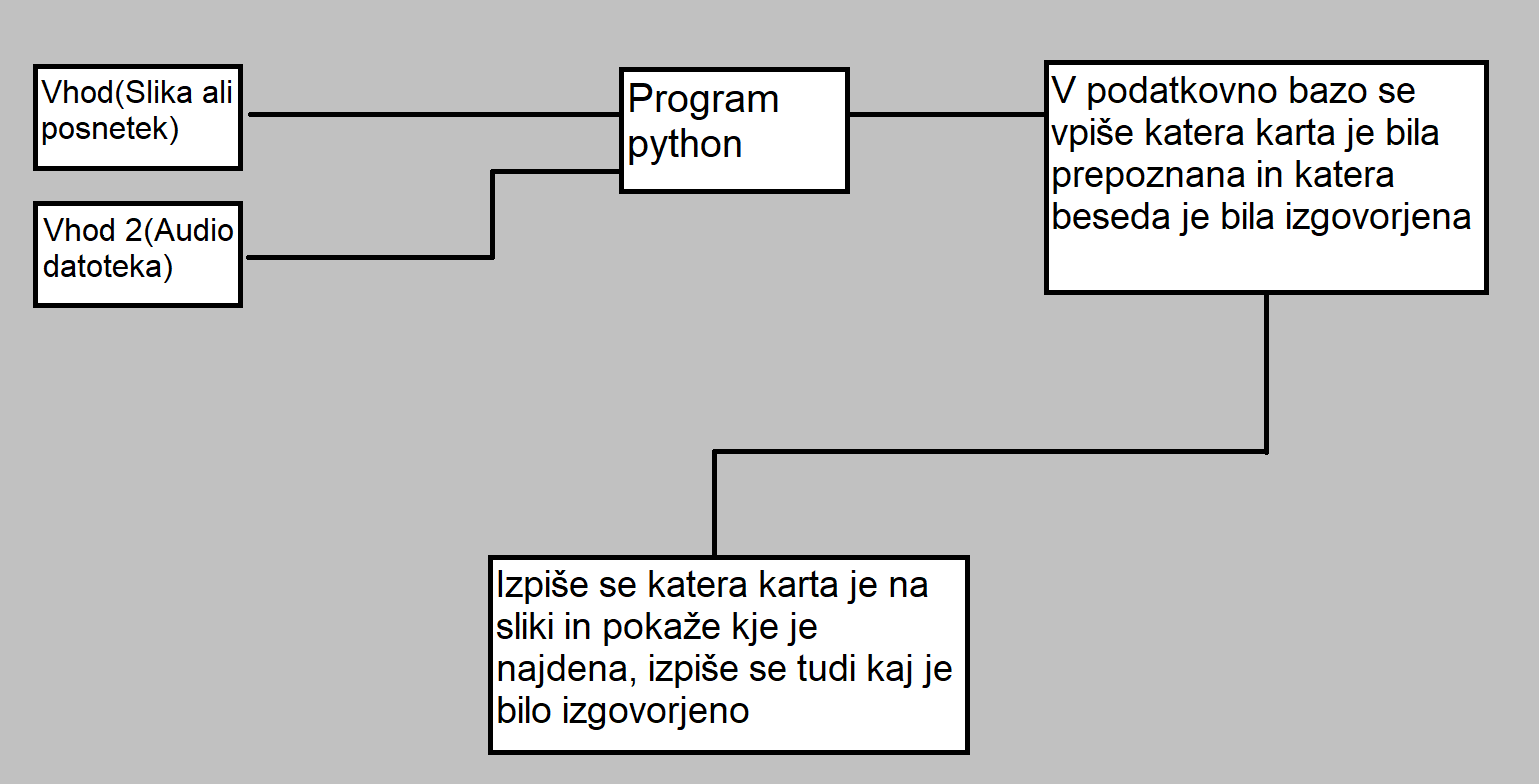 Vhod(Slika ali
posnetek)
Vhod 2(Audio
datoteka)
Program
python
V podatkovno bazo se
vpiše katera karta je bila
prepoznana in katera
beseda je bila izgovorjena
Izpiše se katera karta je na
sliki in pokaže kje je
najdena, izpiše se tudi kaj je
bilo izgovorjeno